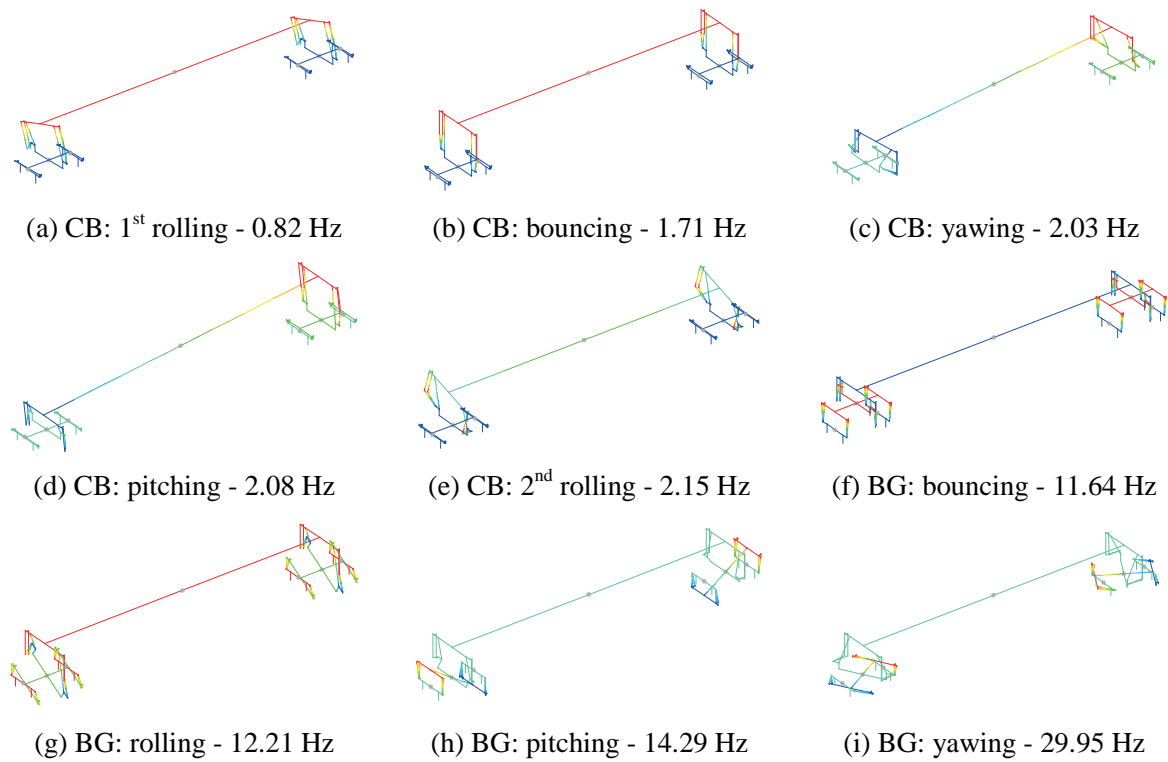 (a) CB: 1st rolling - 0.82 Hz
(b) CB: bouncing - 1.71 Hz
(c) CB: yawing - 2.03 Hz
(d) CB: pitching - 2.08 Hz
(e) CB: 2nd rolling - 2.15 Hz
(f) BG: bouncing - 11.64 Hz
(g) BG: rolling - 12.21 Hz
(h) BG: pitching - 14.29 Hz
(i) BG: yawing - 29.95 Hz